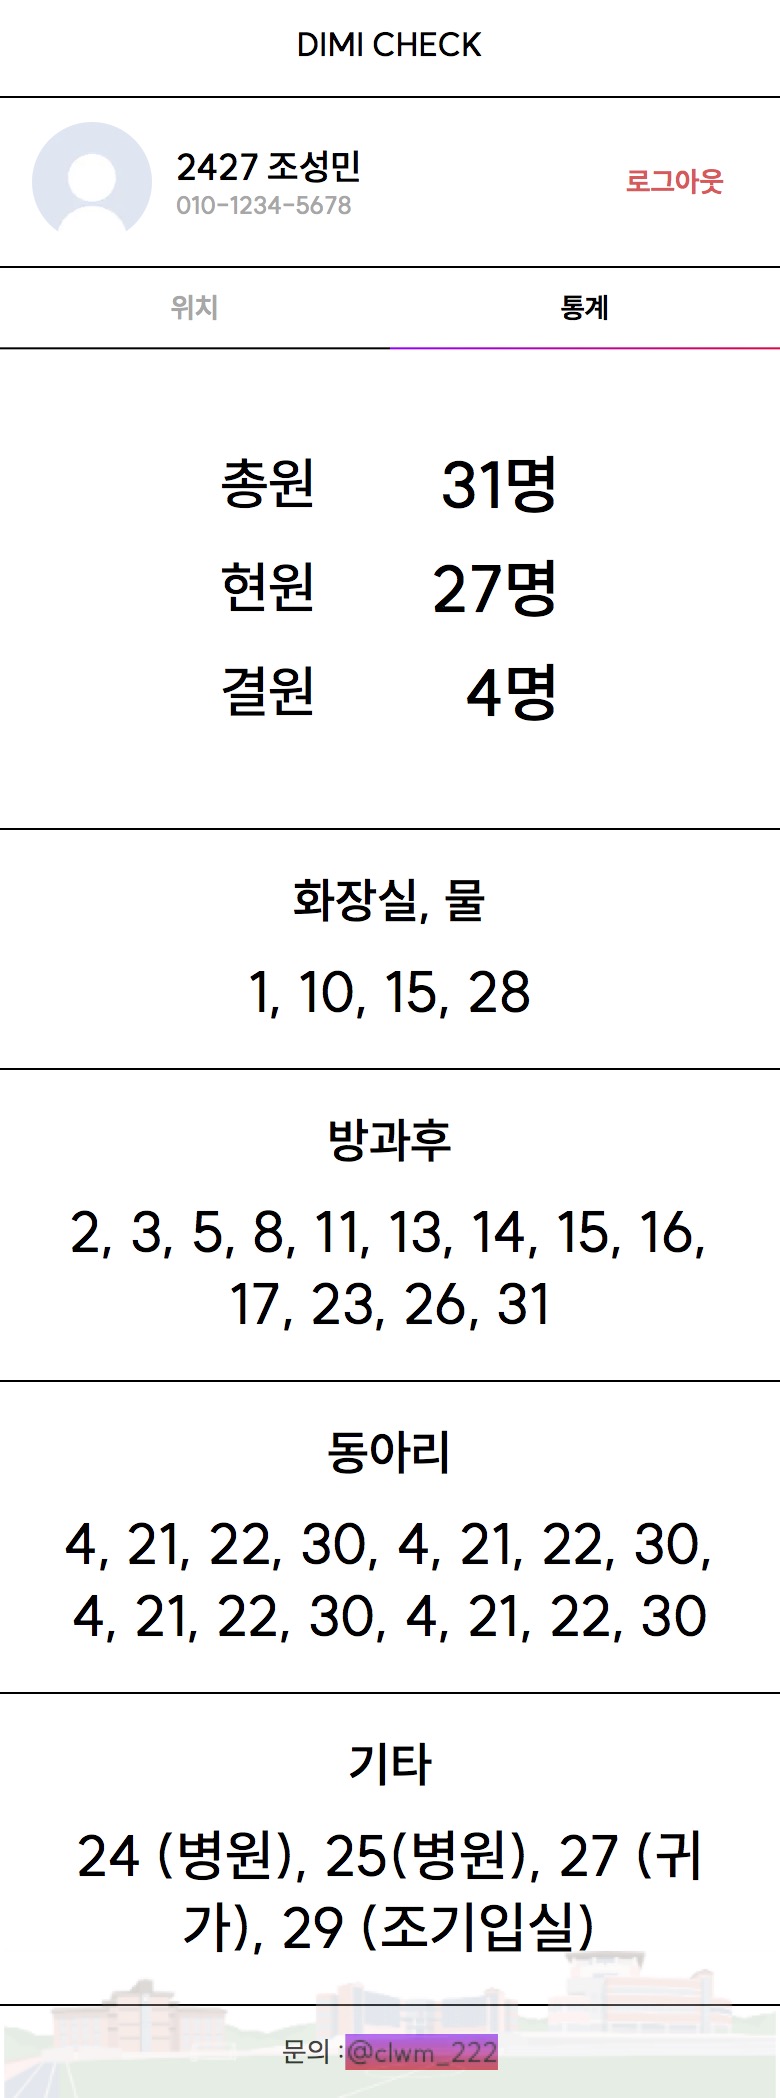 DIMI CHECK
2427 조성민
010-1234-5678
로그아웃
위치
통계
총원 31명
현원 27명
결원 4명
화장실, 물
1, 10, 15, 28
방과후
2, 3, 5, 8, 11, 13, 14, 15, 16,
17, 23, 26, 31
동아리
4, 21, 22, 30, 4, 21, 22, 30,
4, 21, 22, 30, 4, 21, 22, 30
기타
24 (병원), 25(병원), 27 (귀
가), 29 (조기입실)
문의 :@clwm_222